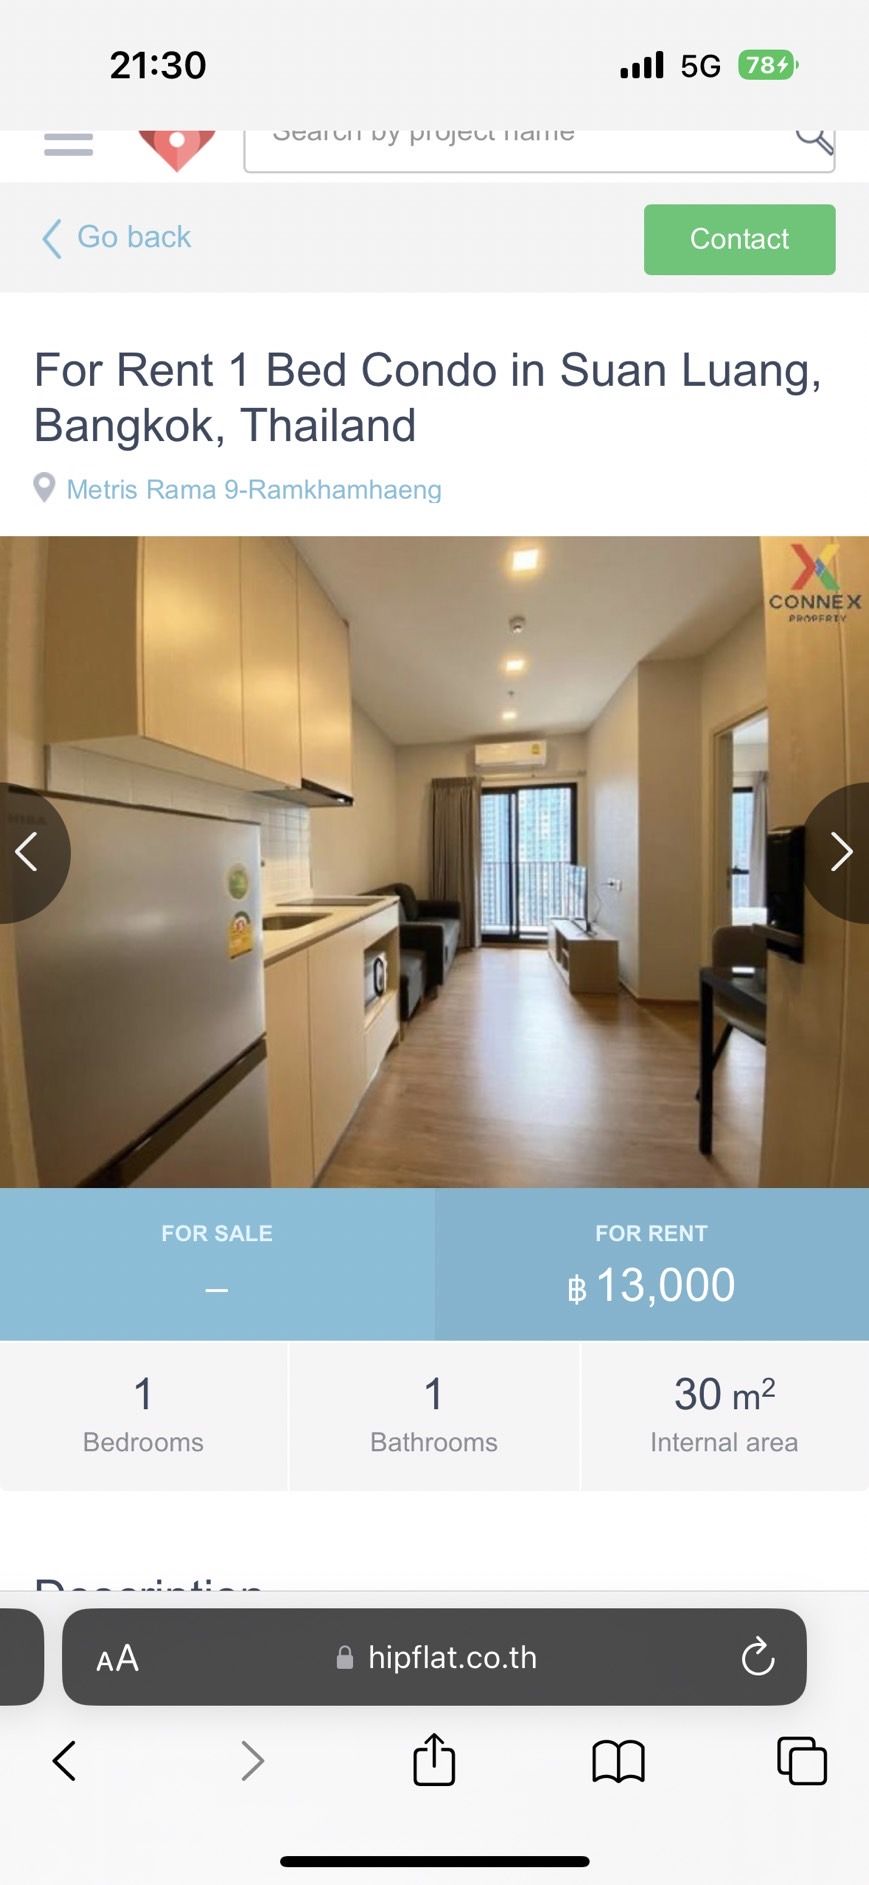 21:30
5G 78
Search by project name
Go back
Contact
For Rent 1 Bed Condo in Suan Luang,
Bangkok, Thailand
Metris Rama 9-Ramkhamhaeng
CONNEX
PROPERTY
FOR SALE
–
FOR RENT
฿ 13,000
1
Bedrooms
1
Bathrooms
30 m²
Internal area
Description
AA
hipflat.co.th